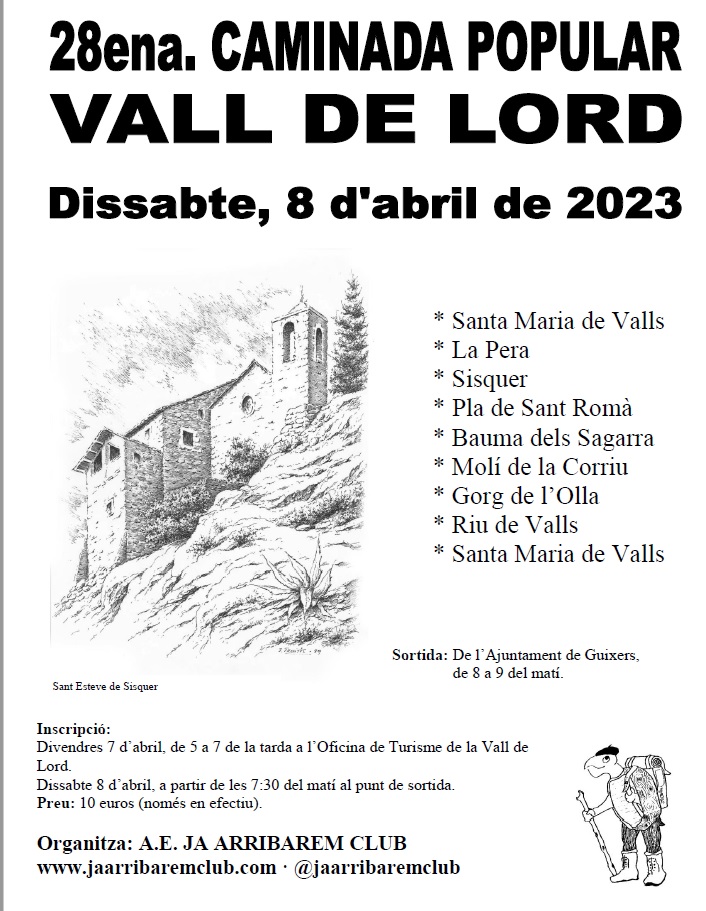 28ena. CAMINADA POPULAR
VALL DE LORD
Dissabte, 8 d'abril de 2023
* Santa Maria de Valls
* La Pera
* Sisquer
* Pla de Sant Romà
* Bauma dels Sagarra
* Molí de la Corriu
* Gorg de l’Olla
* Riu de Valls
* Santa Maria de Valls
Sortida: De l’Ajuntament de Guixers,
de 8 a 9 del matí.
Sant Esteve de Sisquer
Inscripció:
Divendres 7 d’abril, de 5 a 7 de la tarda a l’Oficina de Turisme de la Vall de
Lord.
Dissabte 8 d’abril, a partir de les 7:30 del matí al punt de sortida.
Preu: 10 euros (només en efectiu).
Organitza: A.E. JA ARRIBAREM CLUB
www.jaarribaremclub.com · @jaarribaremclub